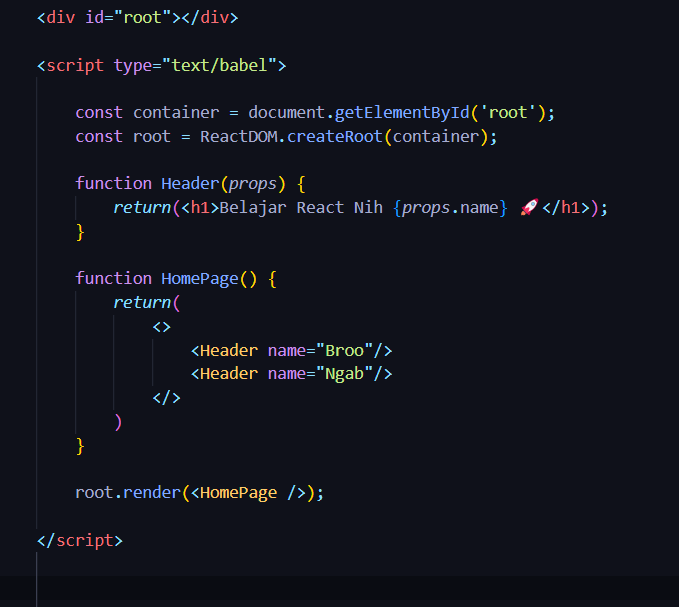 <div id="root"></div>
<script type="text/babel">
const container = document.getElementById('root');
const root = ReactDOM.createRoot(container);
function Header(props) {
return(<h1>Belajar React Nih {props.name} 🚀</h1>);
}
function HomePage() {
return(
<>
<Header name="Broo"/>
<Header name="Ngab"/>
</>
)
}
root.render(<HomePage />);
</script>